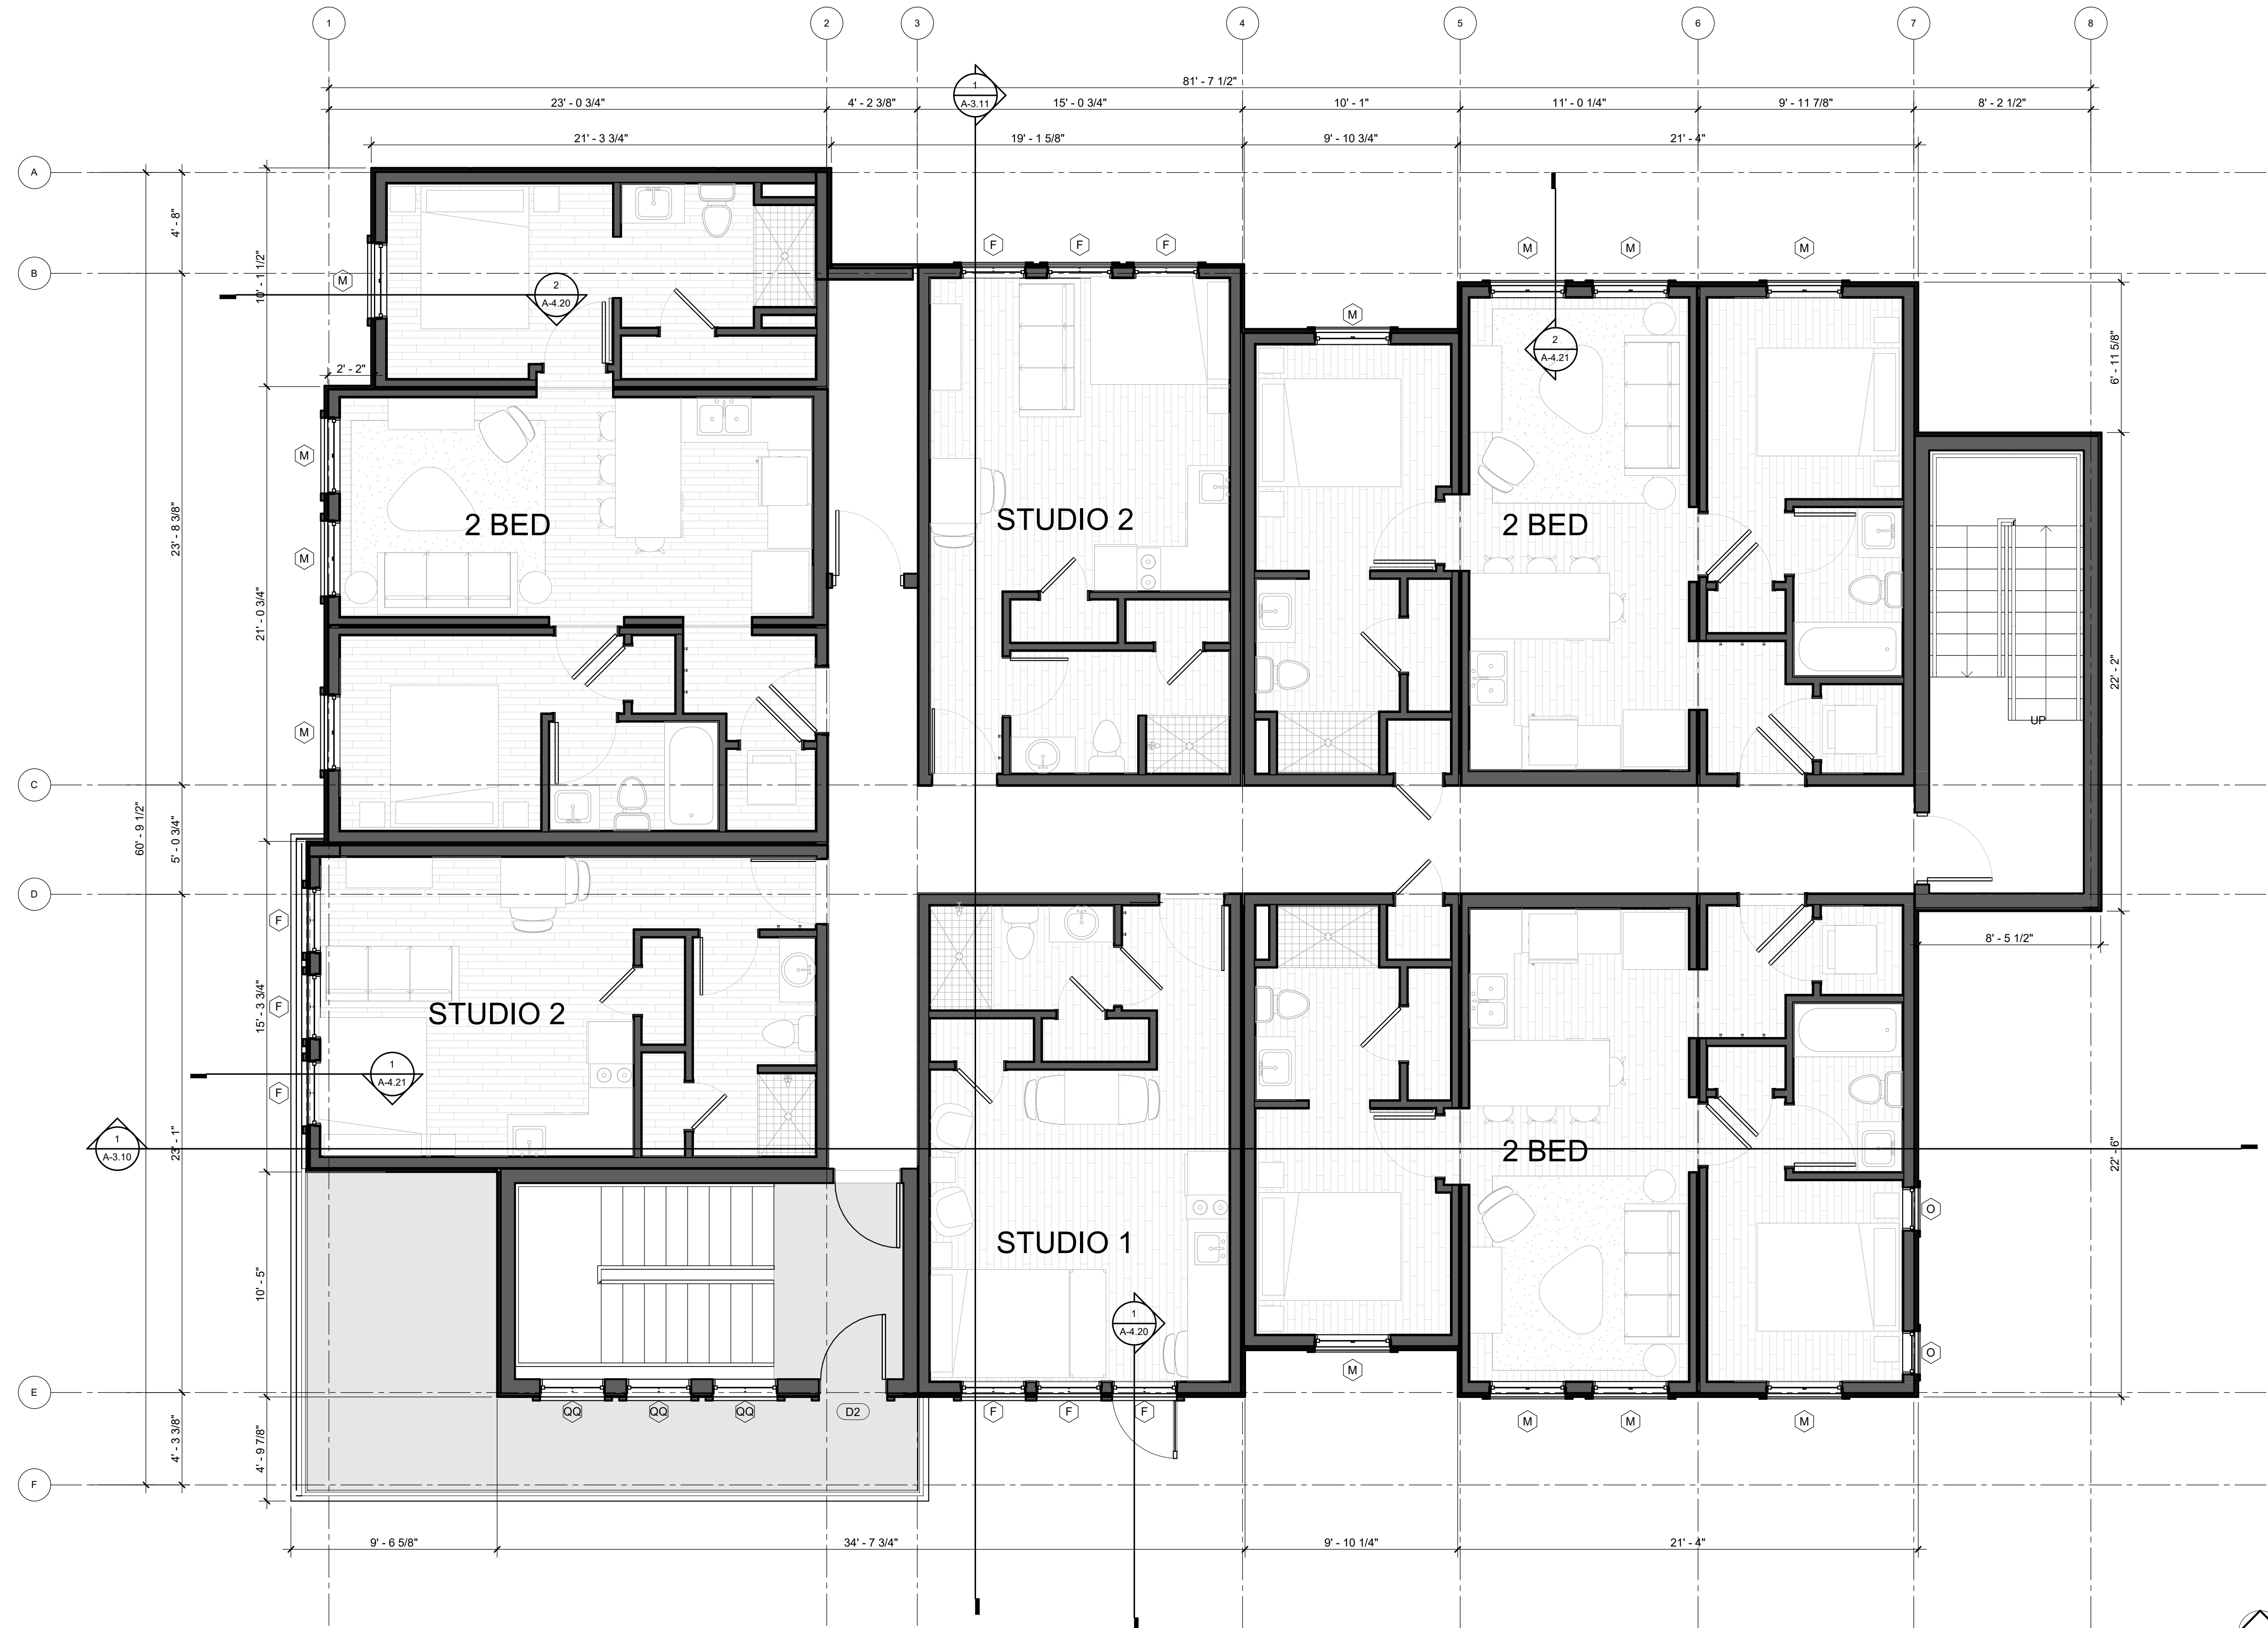 1 2 3 4 5 6 7 8
81' - 7 1/2"
1
A-3.11
23' - 0 3/4" 4' - 2 3/8" 15' - 0 3/4" 10' - 1" 11' - 0 1/4" 9' - 11 7/8" 8' - 2 1/2"
21' - 3 3/4" 19' - 1 5/8" 9' - 10 3/4" 21' - 4"
A
4' - 8"
B
10' - 1 1/2"
M
2
A-4.20
F F F
M
M M M
2
A-4.21
6' - 11 5/8"
2' - 2"
M
M
M
23' - 8 3/8"
21' - 0 3/4"
2 BED
STUDIO 2
2 BED
22' - 2"
UP
C
60' - 9 1/2"
5' - 0 3/4"
D
F
F
F
15' - 3 3/4"
STUDIO 2
8' - 5 1/2"
1
A-4.21
1
A-3.10
23' - 1"
2 BED
22' - 6"
O
O
STUDIO 1
10' - 5"
1
A-4.20
M
E
QQ QQ QQ D2 F F F
M M M
4' - 3 3/8"
4' - 9 7/8"
F
9' - 6 5/8" 34' - 7 3/4" 9' - 10 1/4" 21' - 4"